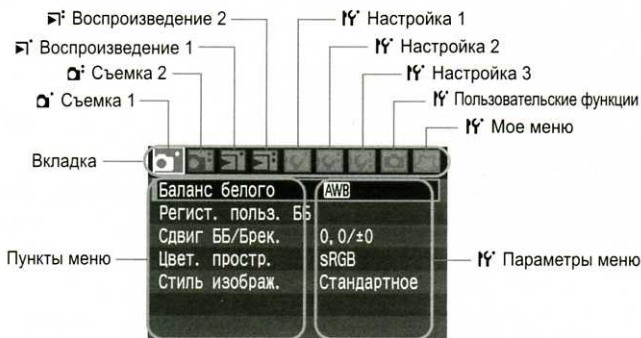 Воспроизведение 2
Воспроизведение 1
Съемка 2
Съемка 1
Настройка 1
Настройка 2
Настройка 3
Пользовательские функции
Мое меню
Вкладка
Баланс белого AWB
Регист. польз. ББ
Сдвиг ББ/Брек. 0,0/±0
Цвет. простр. sRGB
Стиль изображ. Стандартное
Пункты меню
Параметры меню